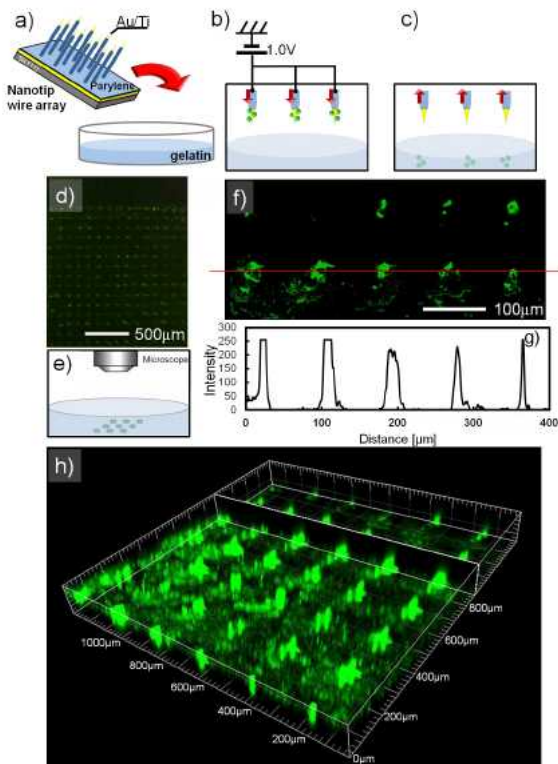 a)
Au/Ti
Parylene
Nanotip
wire array
gelatin
b)
1.0V
c)
d)
500μm
e)
Microscope
f)
100μm
g)
Intensity
300
250
200
150
100
50
0
0
100
200
300
400
Distance [μm]
h)
1000μm
800μm
600μm
400μm
200μm
0μm
200μm
400μm
600μm
800μm